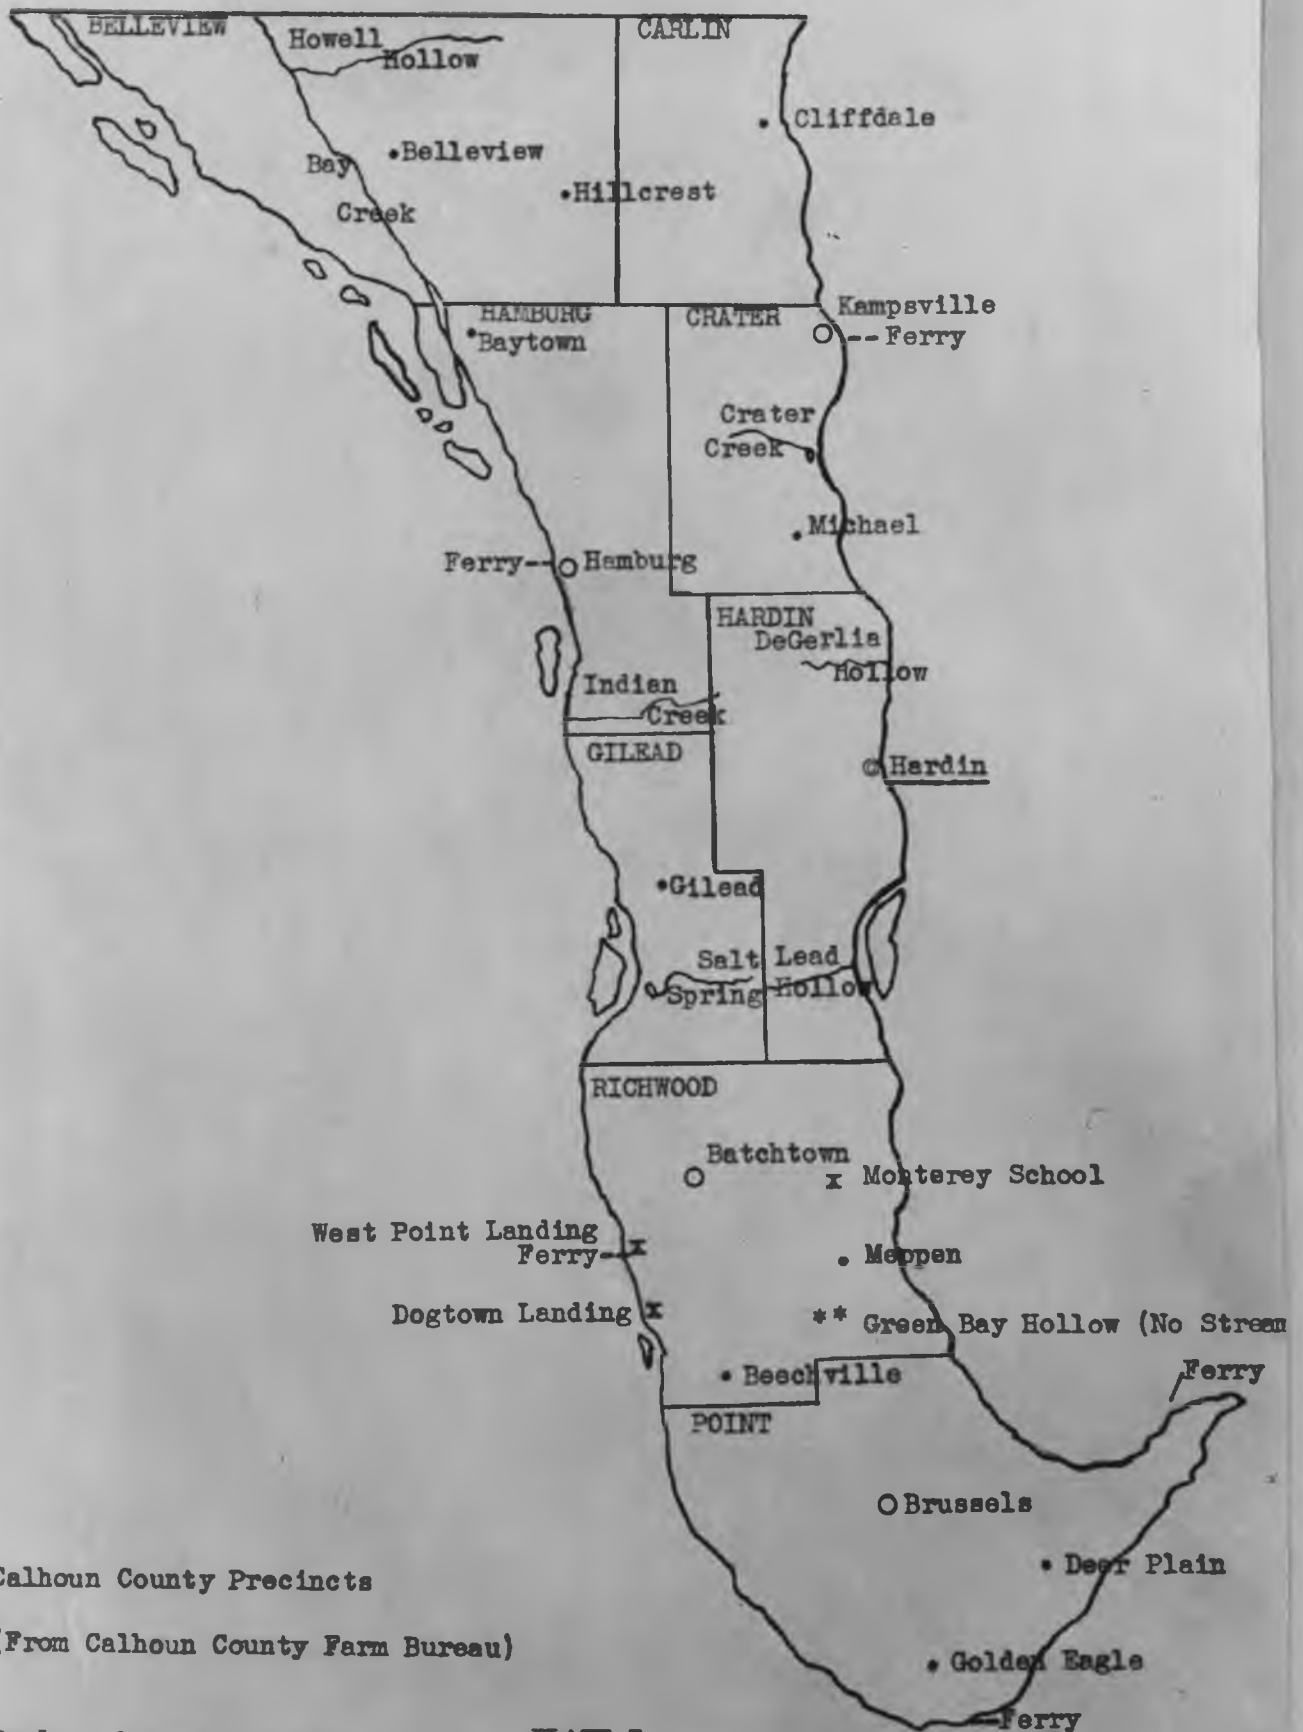 BELLEVIEW
CARLIN
Howell
Hollow
Cliffdale
Belleview
Bay
Hillcrest
Creek
Kampsville
HAMBURG
CRATER
Baytown
-- Ferry
Crater
Creek
Michael
Ferry--
Hamburg
HARDIN
DeGerlia
Hollow
Indian
Creek
GILEAD
Hardin
Gilead
Salt
Spring
Lead
Hollow
RICHWOOD
Batchtown
x Monterey School
West Point Landing x
Ferry--
Meppen
Dogtown Landing x
** Green Bay Hollow (No Stream
Beechville
Ferry
POINT
Brussels
Deer Plain
Calhoun County Precincts
(From Calhoun County Farm Bureau)
Golden Eagle
--Ferry